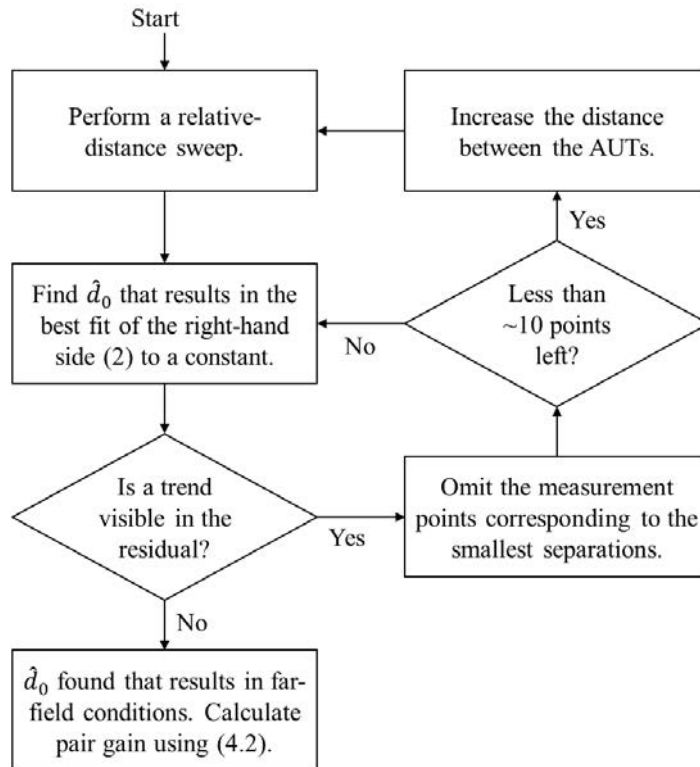 Start
Perform a relative-
distance sweep.
Increase the distance
between the AUTs.
Yes
Find d̂₀ that results in the
best fit of the right-hand
side (2) to a constant.
No
Less than
~10 points
left?
Is a trend
visible in the
residual?
Yes
Omit the measurement
points corresponding to the
smallest separations.
No
d̂₀ found that results in far-
field conditions. Calculate
pair gain using (4.2).